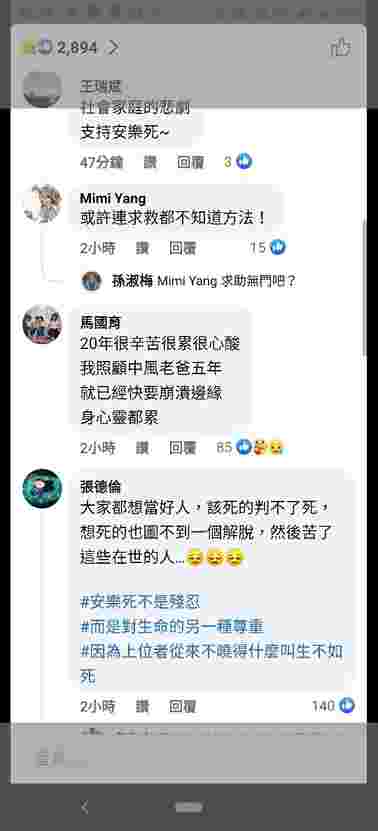 2,894
王瑞斌
社會家庭的悲劇
支持安樂死~
47分鐘 讚 回覆 3
Mimi Yang
或許連求救都不知道方法！
2小時 讚 回覆 15
孫淑梅 Mimi Yang 求助無門吧？
馬國育
20年很辛苦很累很心酸
我照顧中風老爸五年
就已經快要崩潰邊緣
身心靈都累
2小時 讚 回覆 85
張德倫
大家都想當好人，該死的判不了死，
想死的也圖不到一個解脫，然後苦了
這些在世的人...😔😔😔
#安樂死不是殘忍
#而是對生命的另一種尊重
#因為上位者從來不曉得什麼叫生不如
死
2小時 讚 回覆 140